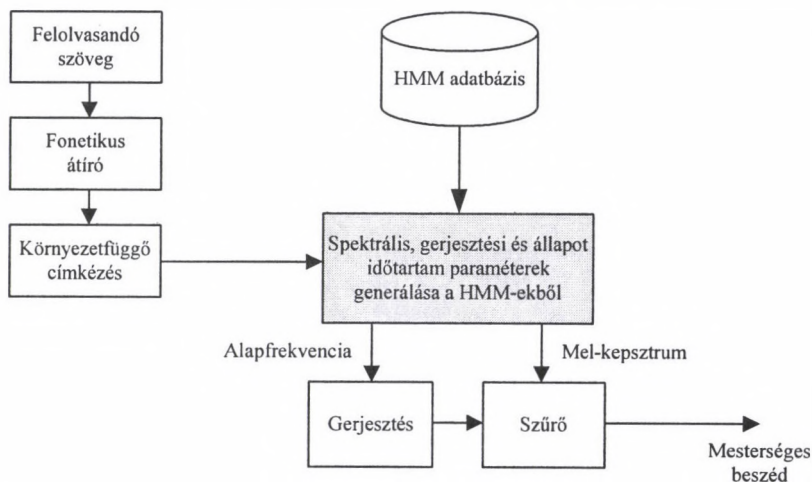 Felolvasandó
szöveg
Fonetikus
átíró
Környezetfüggő
címkézés
HMM adatbázis
Spektrális, gerjesztési és állapot
időtartam paraméterek
generálása a HMM-ekből
Alapfrekvencia
Mel-kepsztrum
Gerjesztés
Szűrő
Mesterséges
beszéd